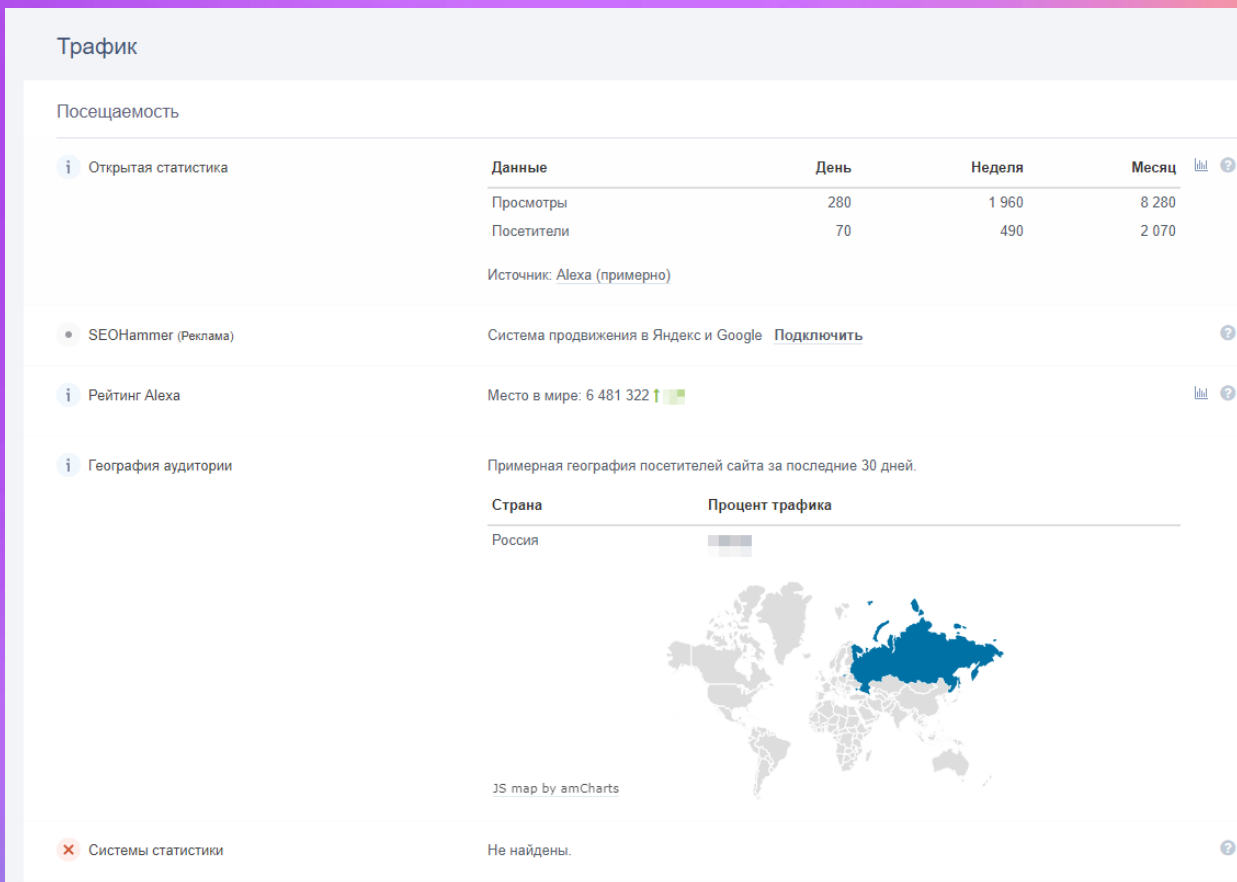 Трафик
Посещаемость
Открытая статистика
Данные День Неделя Месяц
Просмотры 280 1 960 8 280
Посетители 70 490 2 070
Источник: Alexa (примерно)
SEOHammer (Реклама) Система продвижения в Яндекс и Google Подключить
Рейтинг Alexa Место в мире: 6 481 322
География аудитории Примерная география посетителей сайта за последние 30 дней.
Страна Процент трафика
Россия
JS map by amCharts
Системы статистики Не найдены.